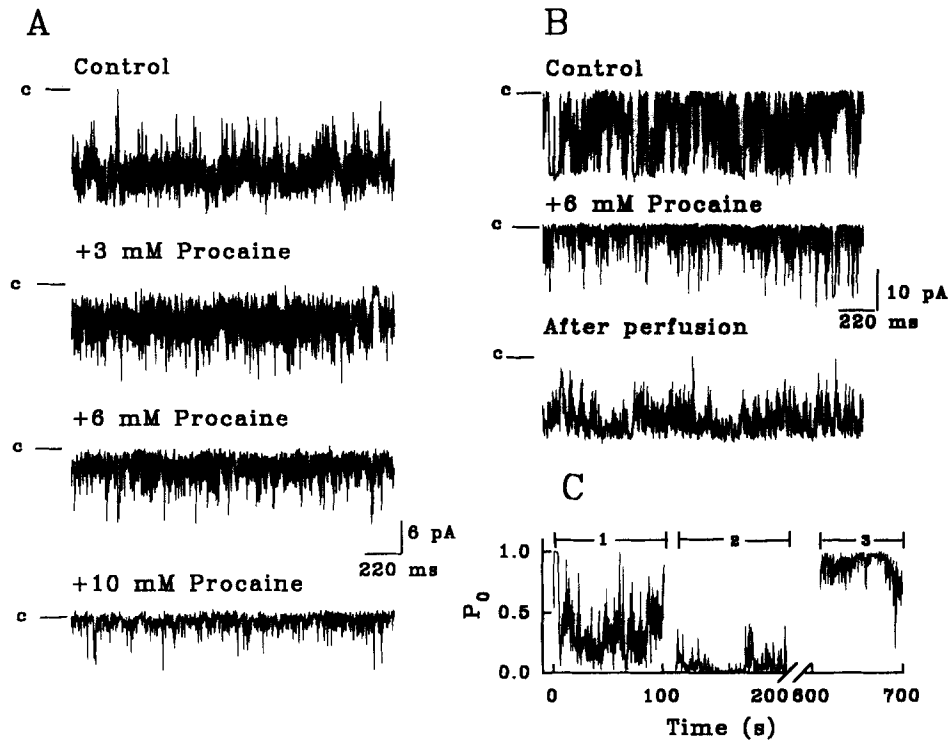 A
Control
c
+3 mM Procaine
c
+6 mM Procaine
c
6 pA
220 ms
+10 mM Procaine
c
B
Control
c
+6 mM Procaine
c
10 pA
220 ms
After perfusion
c
C
1 2 3
1.0
0.5
0.0
P0
0 100 200 600 700
Time (s)